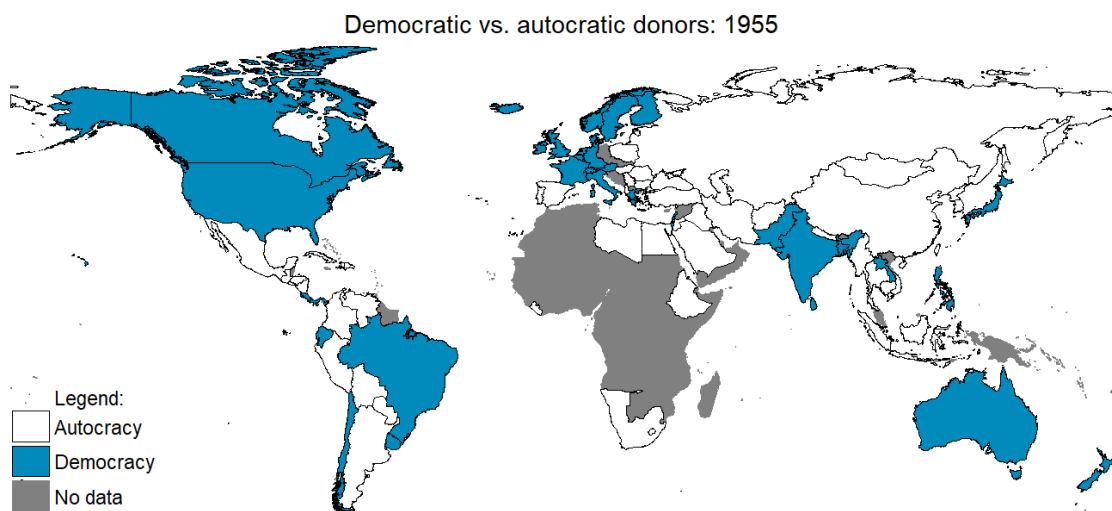 Democratic vs. autocratic donors: 1955
Legend:
Autocracy
Democracy
No data